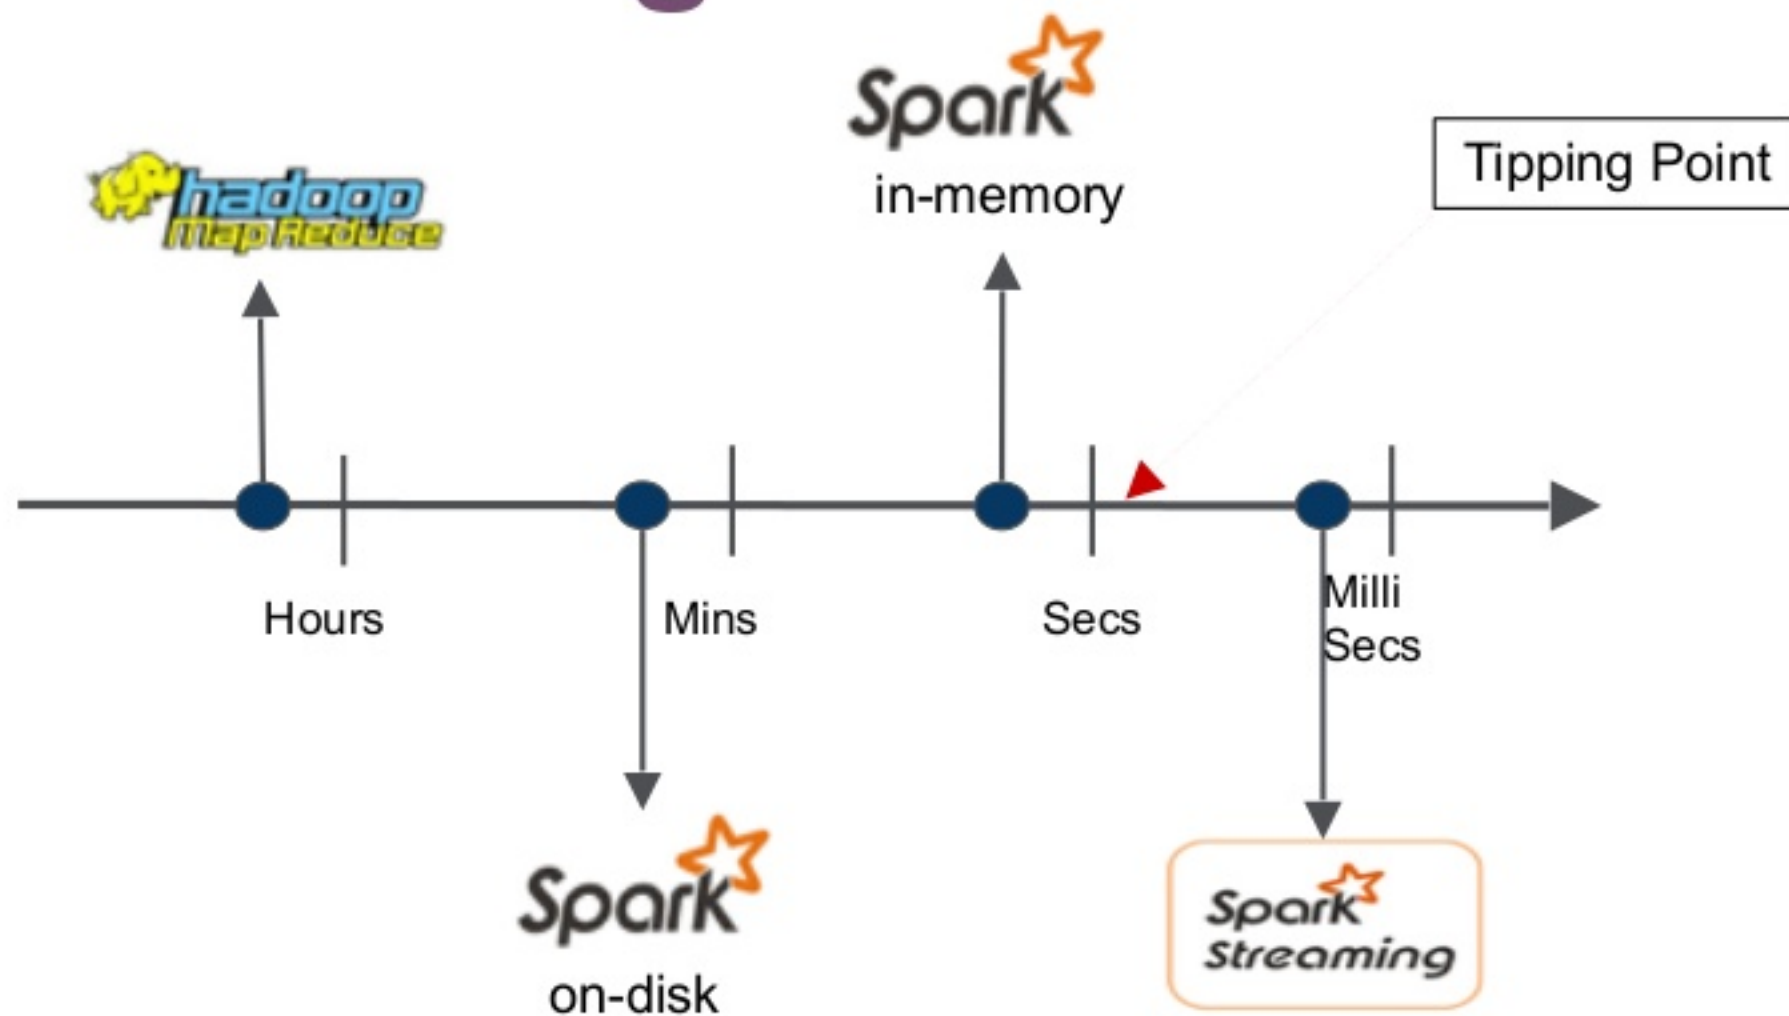 Spark
in-memory
Tipping Point
hadoop
Map Reduce
Hours
Mins
Secs
Milli
Secs
Spark
on-disk
Spark
Streaming